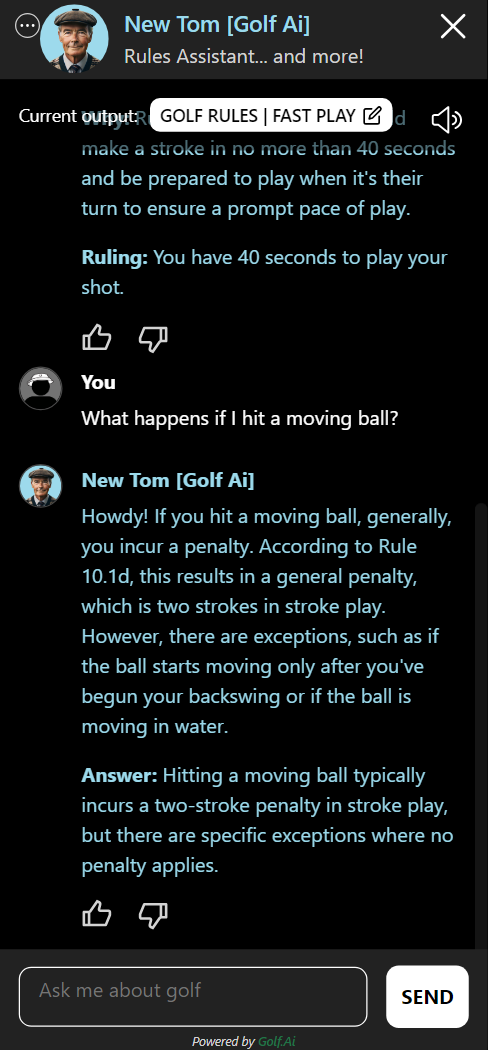 New Tom [Golf Ai]
Rules Assistant... and more!
Current output:
GOLF RULES | FAST PLAY
make a stroke in no more than 40 seconds
and be prepared to play when it's their
turn to ensure a prompt pace of play.
Ruling: You have 40 seconds to play your
shot.
You
What happens if I hit a moving ball?
New Tom [Golf Ai]
Howdy! If you hit a moving ball, generally,
you incur a penalty. According to Rule
10.1d, this results in a general penalty,
which is two strokes in stroke play.
However, there are exceptions, such as if
the ball starts moving only after you've
begun your backswing or if the ball is
moving in water.
Answer: Hitting a moving ball typically
incurs a two-stroke penalty in stroke play,
but there are specific exceptions where no
penalty applies.
Ask me about golf
SEND
Powered by Golf.Ai